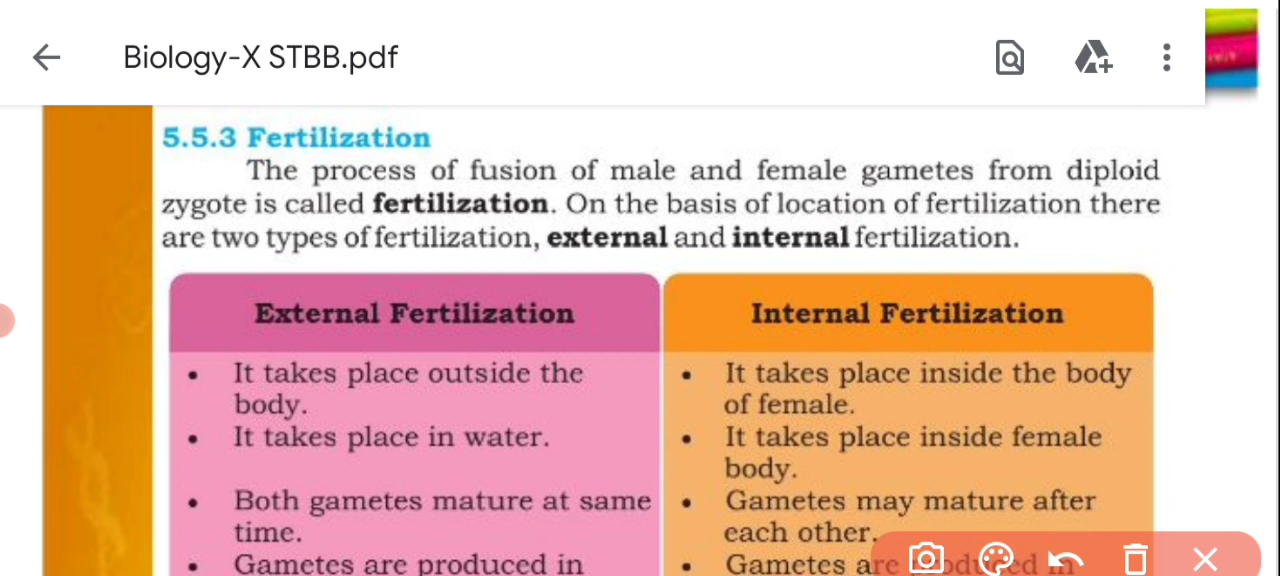 Biology-X STBB.pdf
5.5.3 Fertilization
The process of fusion of male and female gametes from diploid
zygote is called fertilization. On the basis of location of fertilization there
are two types of fertilization, external and internal fertilization.
External Fertilization
• It takes place outside the
body.
• It takes place in water.
• Both gametes mature at same
time.
• Gametes are produced in
Internal Fertilization
• It takes place inside the body
of female.
• It takes place inside female
body.
• Gametes may mature after
each other.
• Gametes are produced in